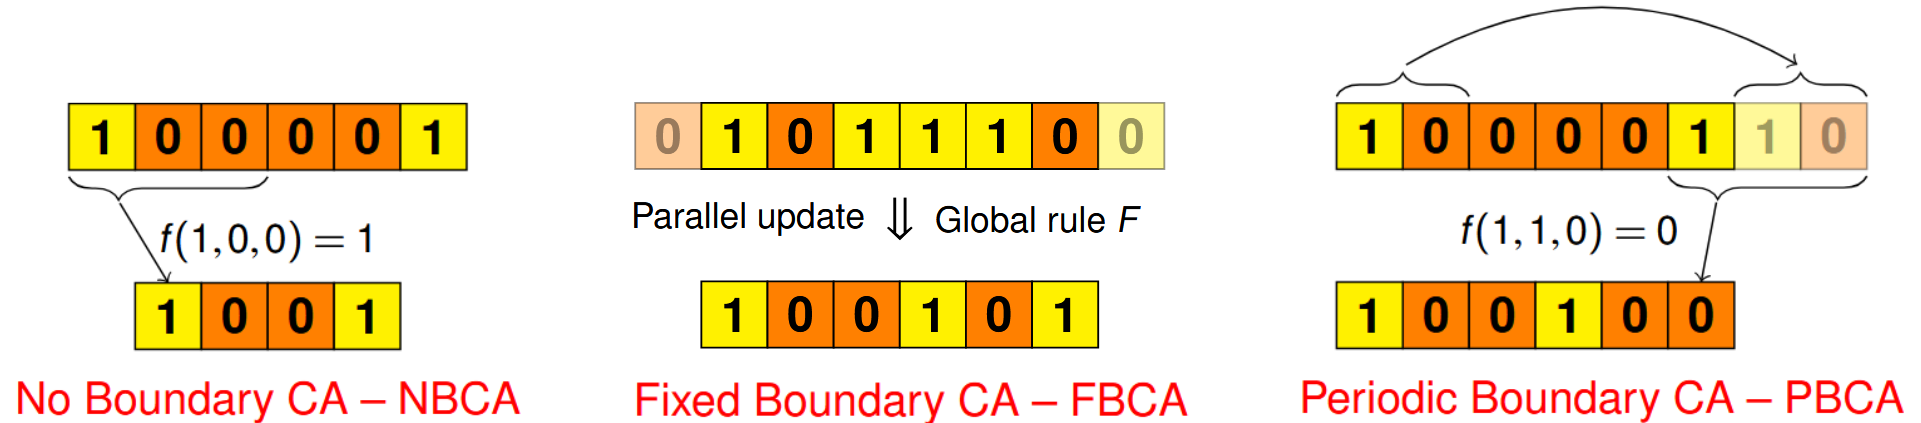 1 0 0 0 0 1
f(1,0,0) = 1
1 0 0 1
No Boundary CA – NBCA
0 1 0 1 1 1 0 0
Parallel update ⇓ Global rule F
1 0 0 1 0 1
Fixed Boundary CA – FBCA
1 0 0 0 0 1 1 0
f(1,1,0) = 0
1 0 0 1 0 0
Periodic Boundary CA – PBCA